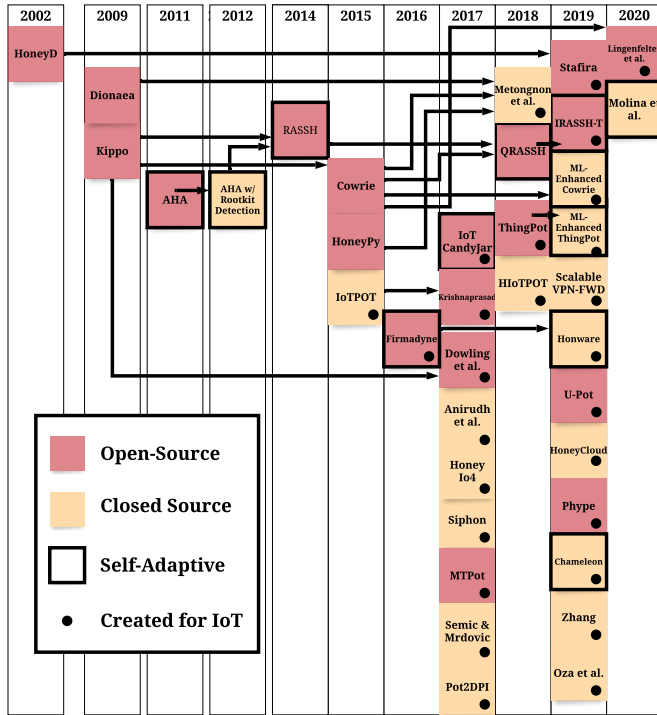 2002
2009
2011
2012
2014
2015
2016
2017
2018
2019
2020
HoneyD
Dionaea
Kippo
AHA
AHA w/
Rootkit
Detection
RASSH
Cowrie
HoneyPy
IoTPOT
Firmadyne
IoT
CandyJar
Krishnaprasad
Dowling
et al.
Anirudh
et al.
Honey
Io4
Siphon
MTPot
Semic &
Mrdovic
Pot2DPI
Metongnon
et al.
QRASSH
ThingPot
HIoTPOT
Stafira
IRASSH-T
ML-
Enhanced
Cowrie
ML-
Enhanced
ThingPot
Scalable
VPN-FWD
Honware
U-Pot
HoneyCloud
Phype
Chameleon
Zhang
Oza et al.
Lingenfelter
et al.
Molina et
al.
Open-Source
Closed Source
Self-Adaptive
Created for IoT